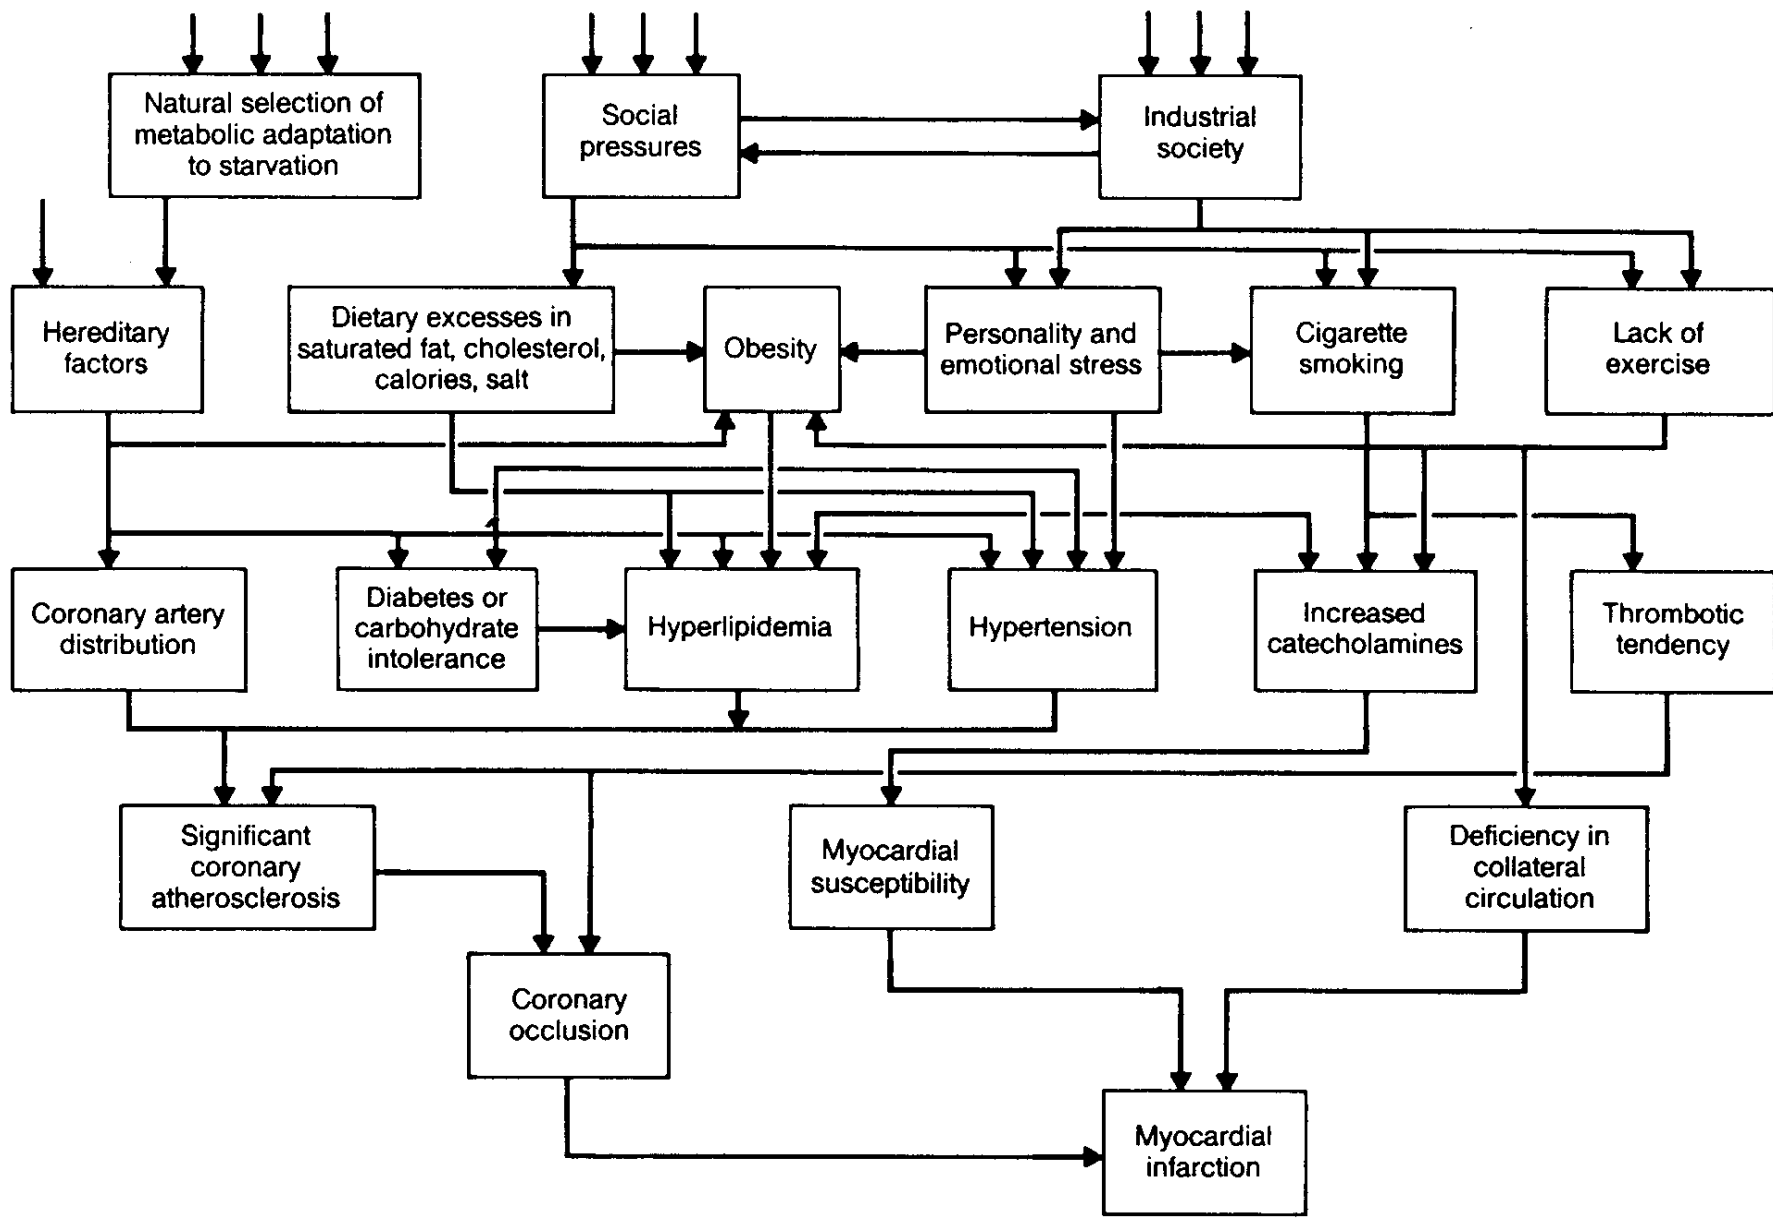 Natural selection of
metabolic adaptation
to starvation
Social
pressures
Industrial
society
Hereditary
factors
Dietary excesses in
saturated fat, cholesterol,
calories, salt
Obesity
Personality and
emotional stress
Cigarette
smoking
Lack of
exercise
Coronary artery
distribution
Diabetes or
carbohydrate
intolerance
Hyperlipidemia
Hypertension
Increased
catecholamines
Thrombotic
tendency
Significant
coronary
atherosclerosis
Myocardial
susceptibility
Deficiency in
collateral
circulation
Coronary
occlusion
Myocardial
infarction